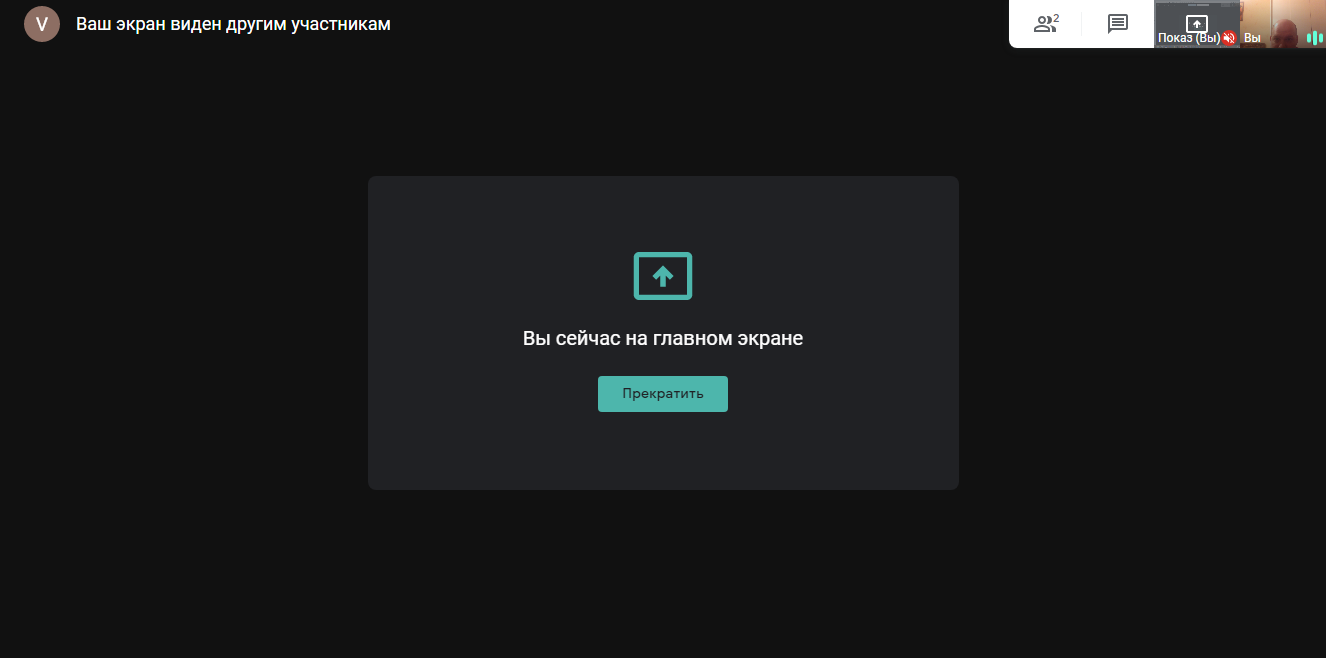 V
Ваш экран виден другим участникам
2
Показ (Вы)
Вы
Вы сейчас на главном экране
Прекратить